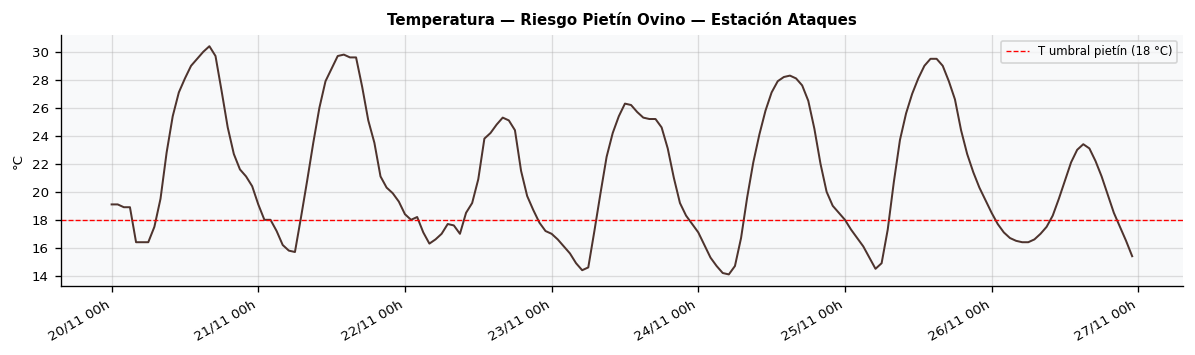 Temperatura — Riesgo Pietín Ovino — Estación Ataques
T umbral pietín (18 °C)
°C
30
28
26
24
22
20
18
16
14
20/11 00h
21/11 00h
22/11 00h
23/11 00h
24/11 00h
25/11 00h
26/11 00h
27/11 00h